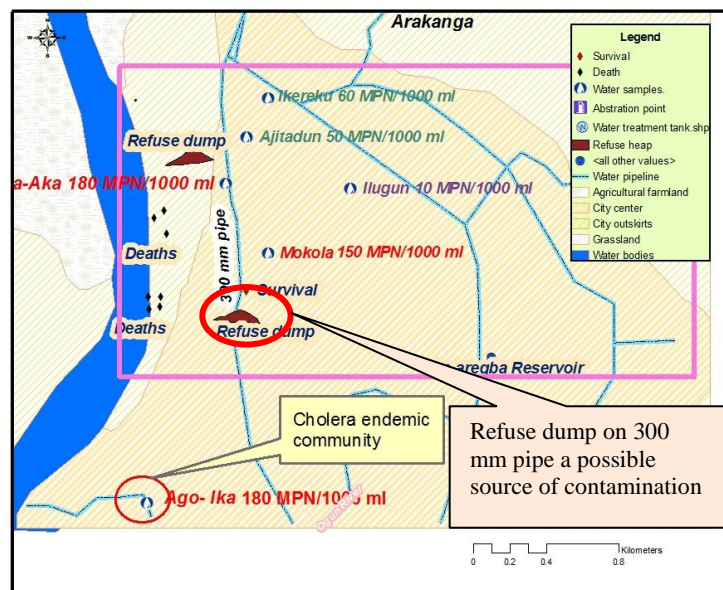 Arakanga
Legend
Survival
Death
Water samples.
Abstration point
Water treatment tank.shp
Refuse heap
<all other values>
Water pipeline
Agricultural farmland
City center
City outskirts
Grassland
Water bodies
Ikereku 60 MPN/1000 ml
Ajitadun 50 MPN/1000 ml
Refuse dump
a-Aka 180 MPN/1000 ml
Ilugun 10 MPN/1000 ml
Deaths
300 mm pipe
Mokola 150 MPN/1000 ml
Survival
Deaths
Refuse dump
aregba Reservoir
Cholera endemic
community
Refuse dump on 300
mm pipe a possible
source of contamination
Ago- Ika 180 MPN/1000 ml
Kilometers
0 0.2 0.4 0.8